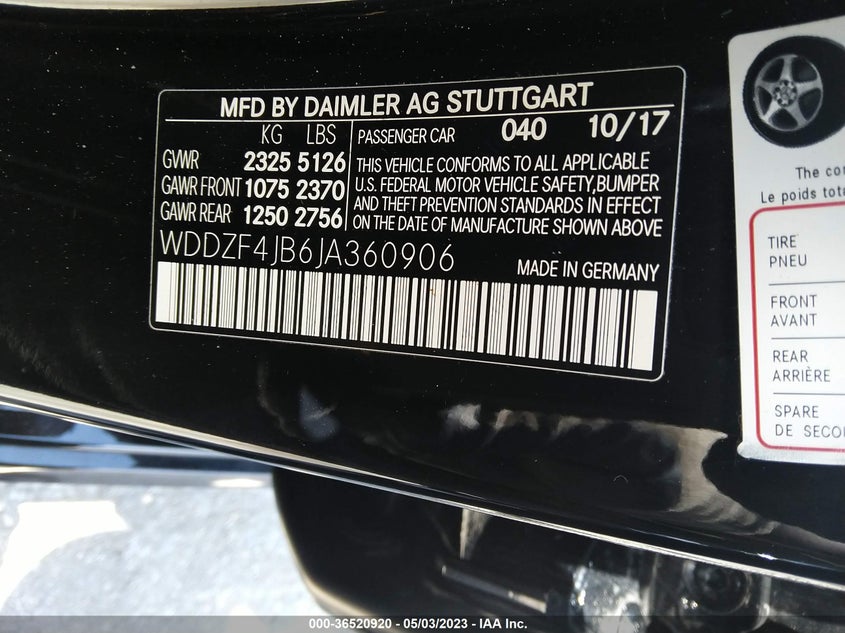 MFD BY DAIMLER AG STUTTGART
KG LBS PASSENGER CAR 040 10/17
GVWR 2325 5126
GAWR FRONT 1075 2370
GAWR REAR 1250 2756
THIS VEHICLE CONFORMS TO ALL APPLICABLE
U.S. FEDERAL MOTOR VEHICLE SAFETY,BUMPER
AND THEFT PREVENTION STANDARDS IN EFFECT
ON THE DATE OF MANUFACTURE SHOWN ABOVE
WDDZF4JB6JA360906 MADE IN GERMANY
The co
Le poids tota
TIRE
PNEU
FRONT
AVANT
REAR
ARRIÈRE
SPARE
DE SECOU
000-36520920 - 05/03/2023 - IAA Inc.